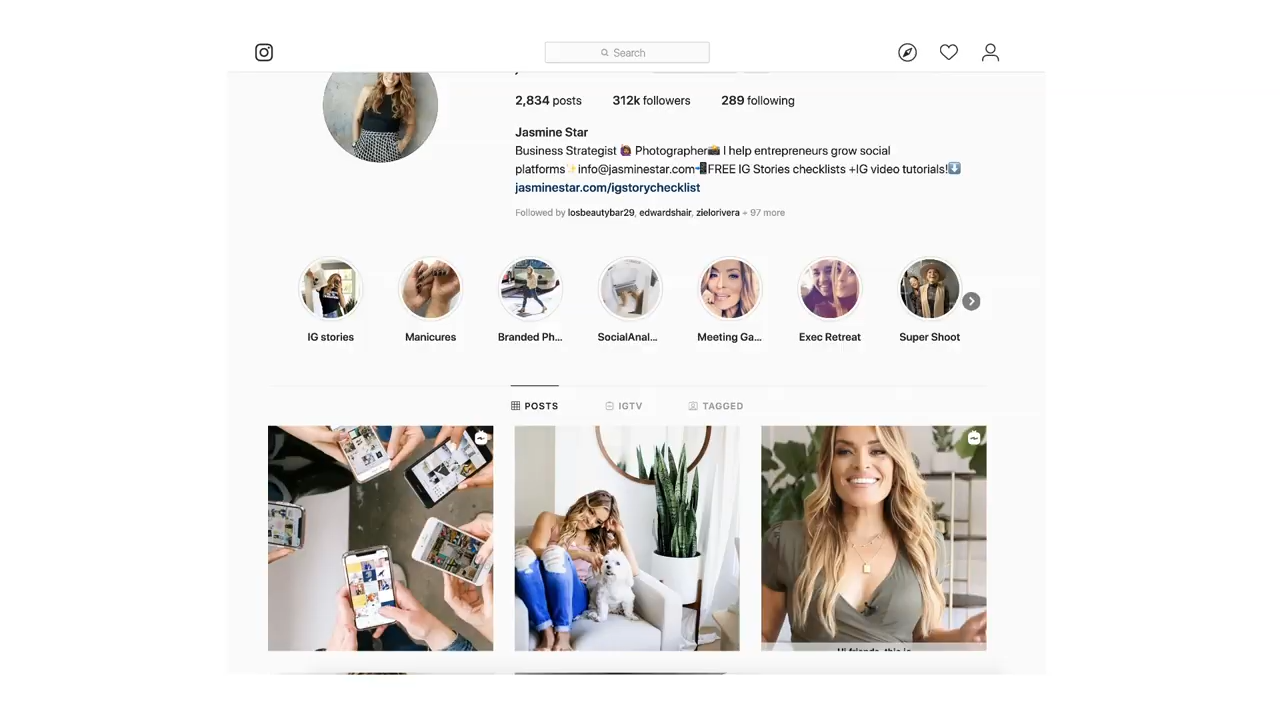 Search
2,834 posts 312k followers 289 following
Jasmine Star
Business Strategist 🙋🏽‍♀️ Photographer📸 I help entrepreneurs grow social
platforms✨info@jasminestar.com📲FREE IG Stories checklists +IG video tutorials!⬇️
jasminestar.com/igstorychecklist
Followed by losbeautybar29, edwardshair, zielorivera + 97 more
IG stories Manicures Branded Ph... SocialAnal... Meeting Ga... Exec Retreat Super Shoot
POSTS IGTV TAGGED